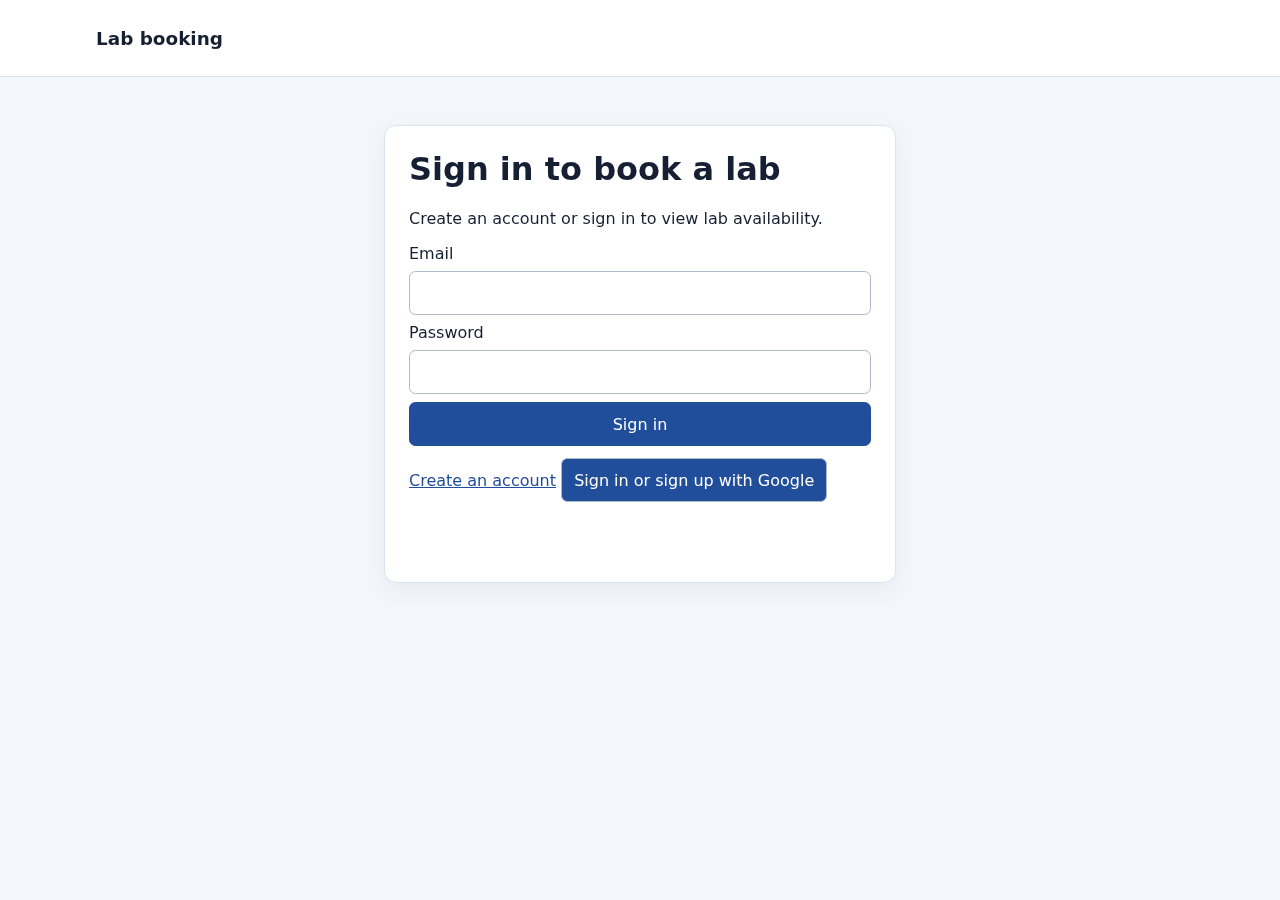 Lab booking
Sign in to book a lab
Create an account or sign in to view lab availability.
Email
Password
Sign in
Create an account Sign in or sign up with Google